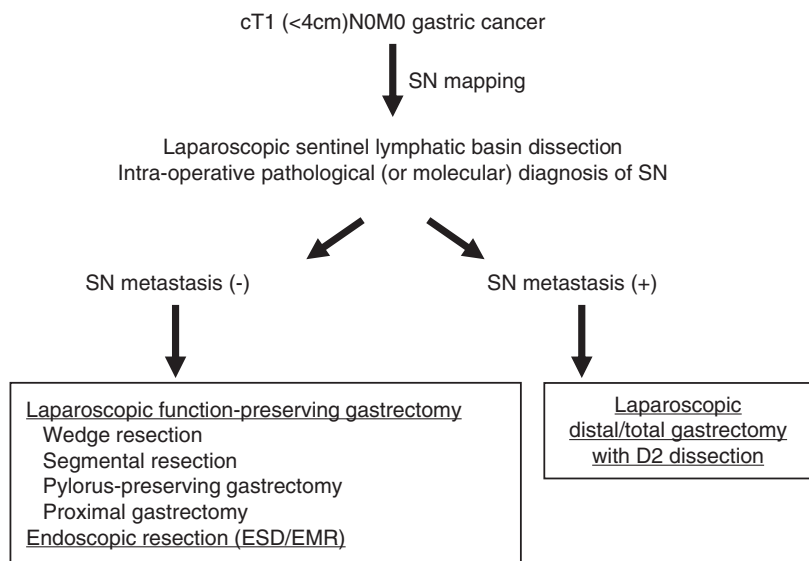 cT1 (<4cm)N0M0 gastric cancer
SN mapping
Laparoscopic sentinel lymphatic basin dissection
Intra-operative pathological (or molecular) diagnosis of SN
SN metastasis (-)
SN metastasis (+)
Laparoscopic function-preserving gastrectomy
Wedge resection
Segmental resection
Pylorus-preserving gastrectomy
Proximal gastrectomy
Endoscopic resection (ESD/EMR)
Laparoscopic
distal/total gastrectomy
with D2 dissection